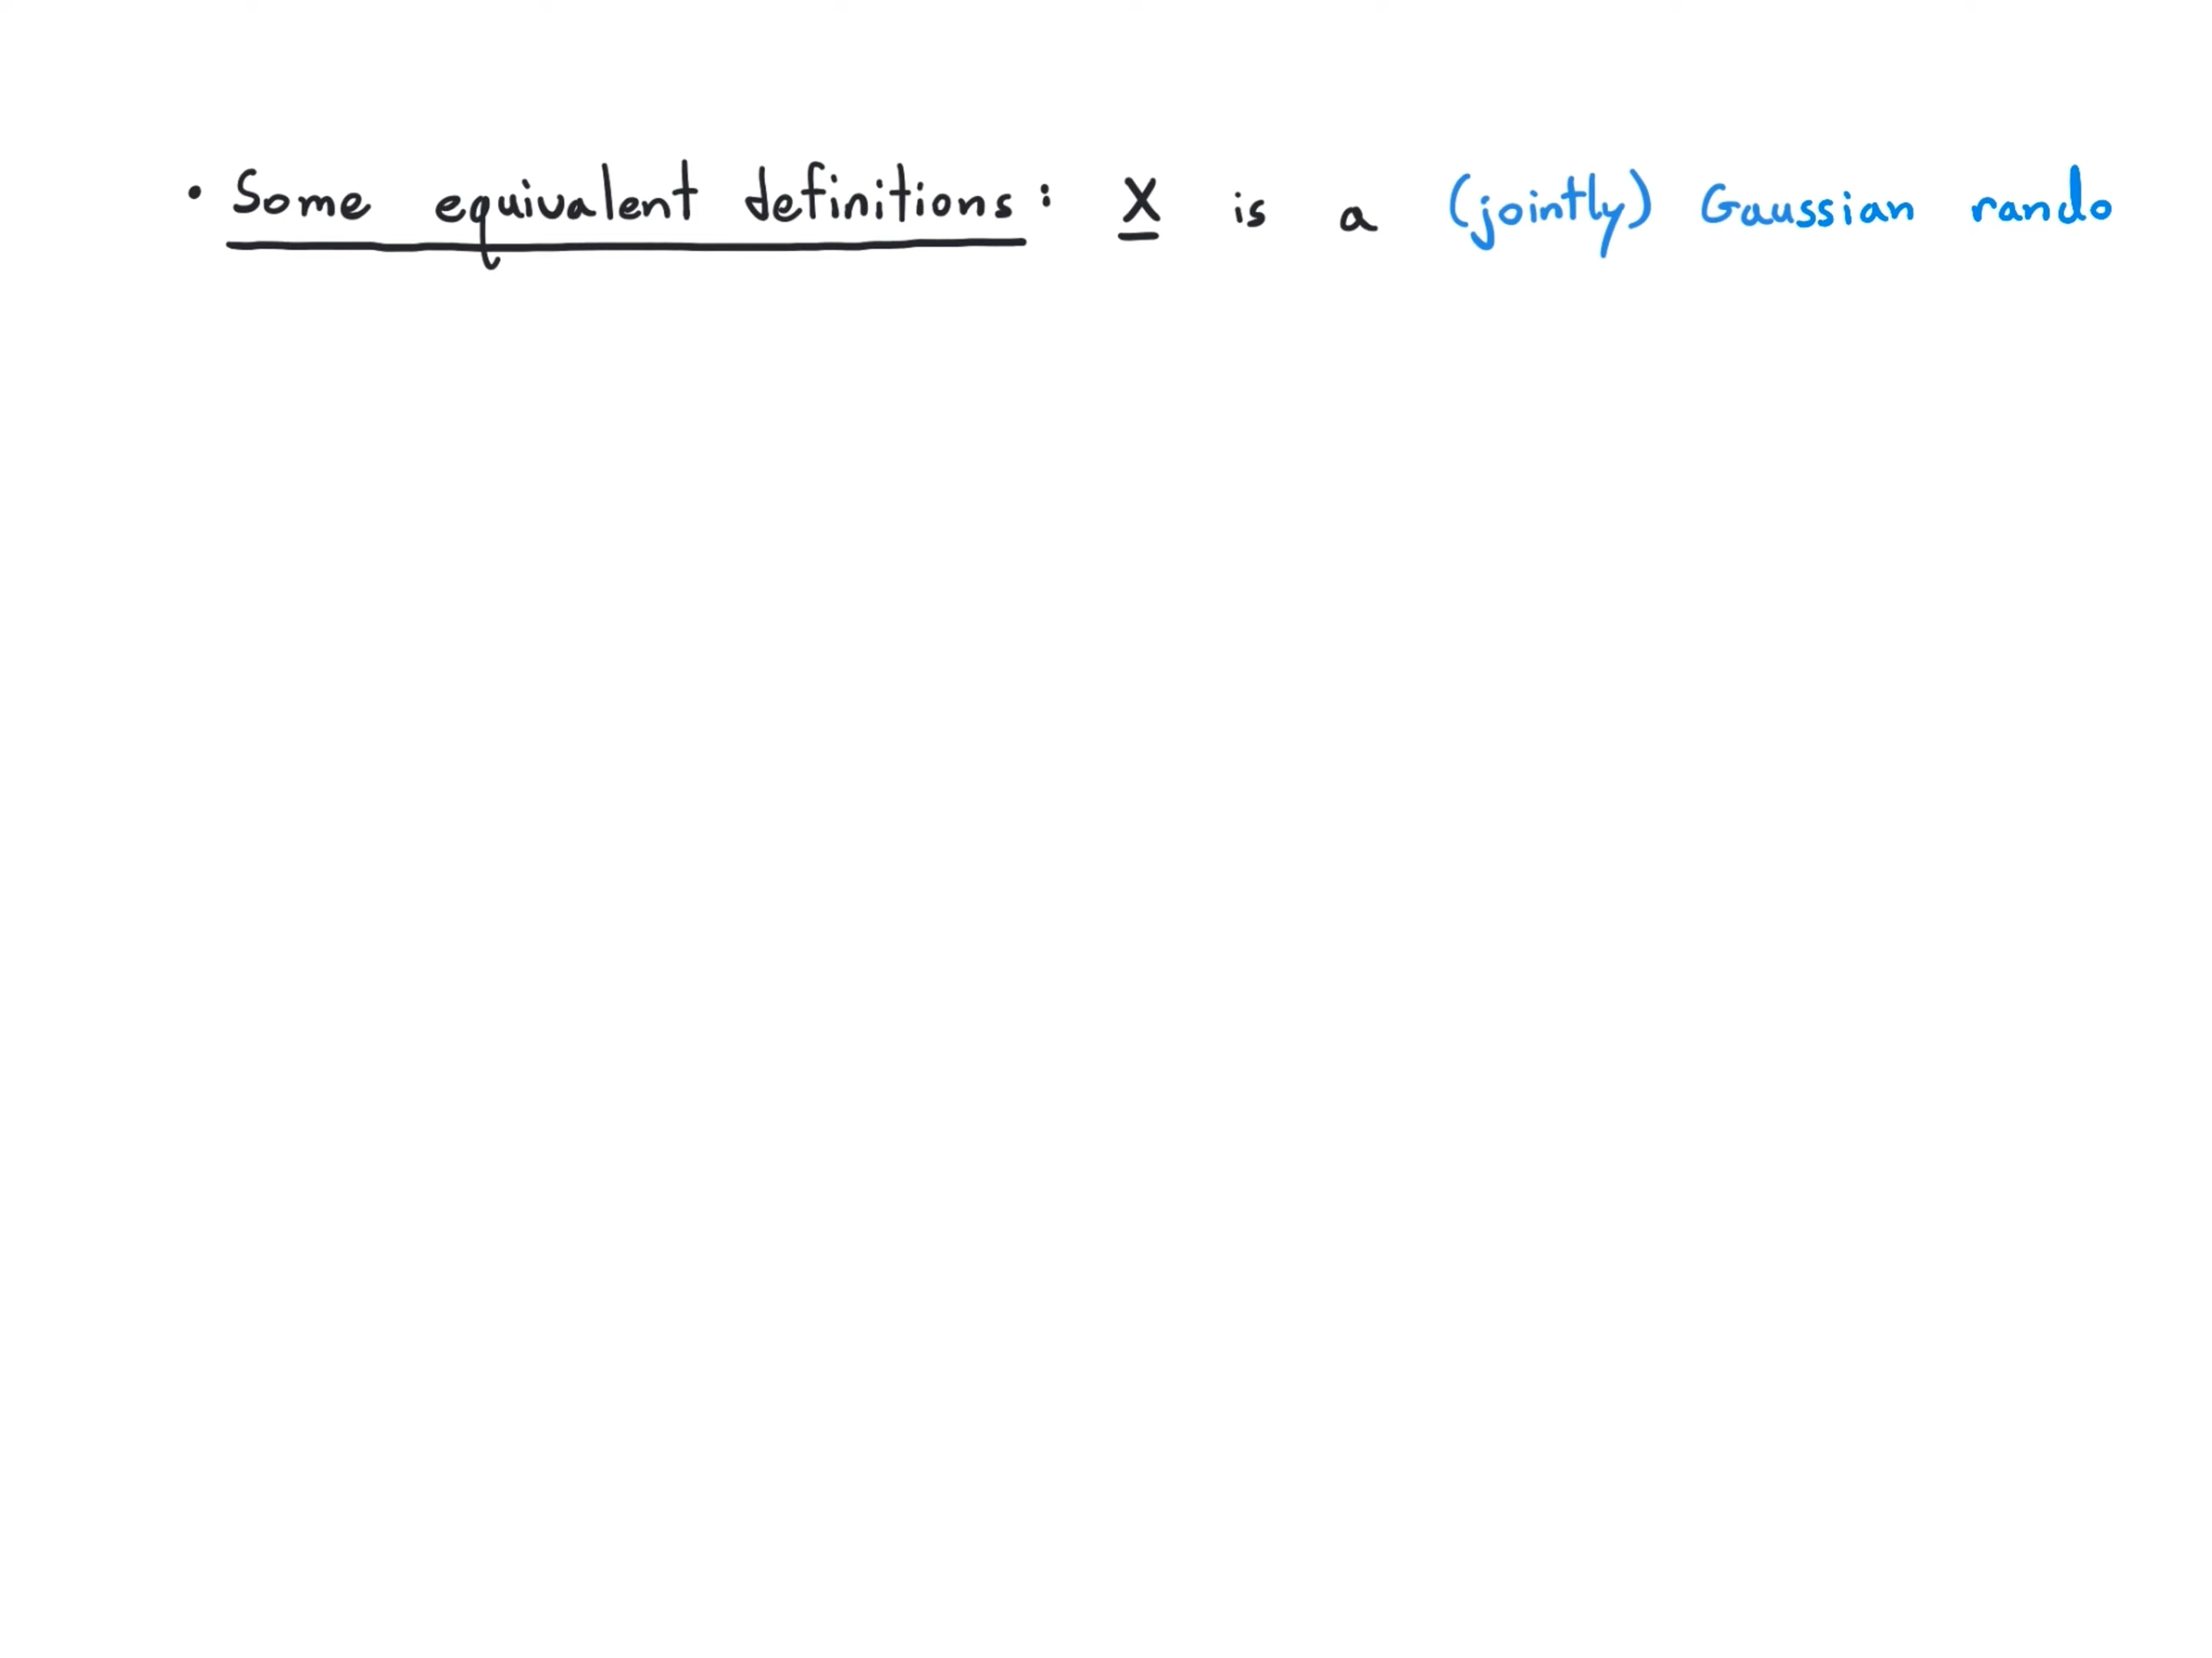 • Some equivalent definitions: X is a (jointly) Gaussian rando